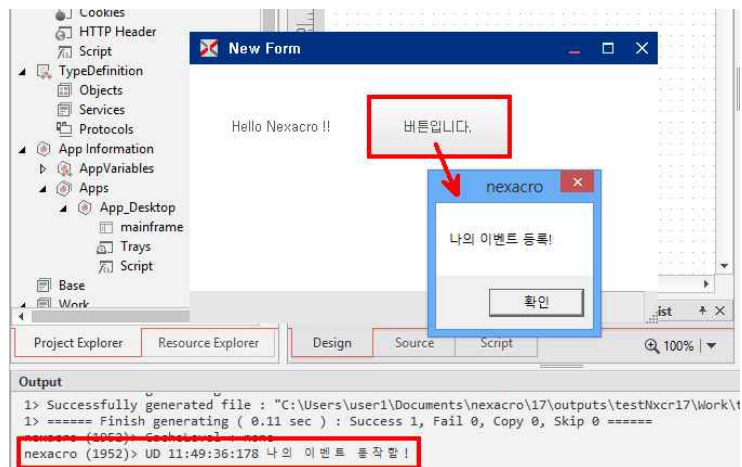 Cookies
HTTP Header
Script
TypeDefinition
Objects
Services
Protocols
App Information
AppVariables
Apps
App_Desktop
mainframe
Trays
Script
Base
Work
New Form
Hello Nexacro !!
버튼입니다.
nexacro
나의 이벤트 등록!
확인
ist
Project Explorer
Resource Explorer
Design
Source
Script
100%
Output
1> Successfully generated file : "C:\Users\user1\Documents\nexacro\17\outputs\testNxcr17\Work\t
1> ====== Finish generating ( 0.11 sec ) : Success 1, Fail 0, Copy 0, Skip 0 ======
nexacro (1952)> CacheLevel : none
nexacro (1952)> UD 11:49:36:178 나의 이벤트 동작함!